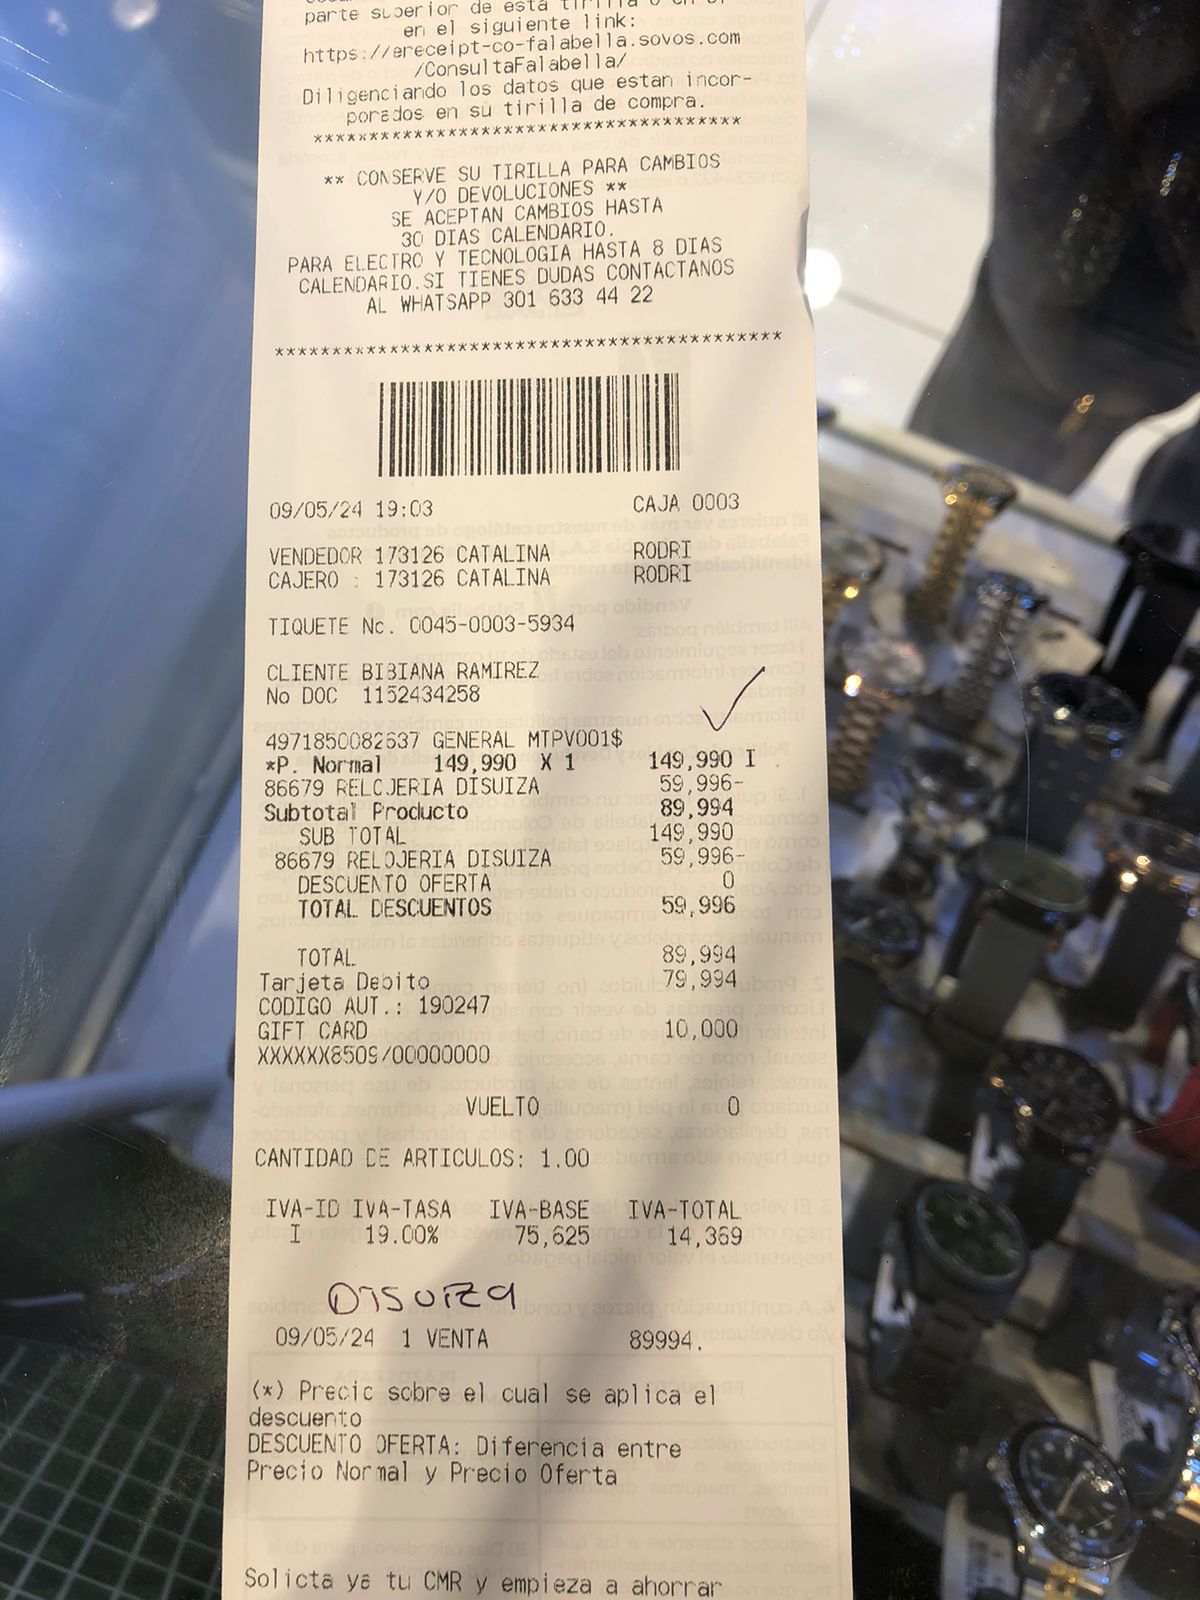 parte superior de esta tirilla o en el
en el siguiente link:
https://ereceipt-co-falabella.sovos.com
/ConsultaFalabella/
Diligenciando los datos que estan incor-
porados en su tirilla de compra.
*************************************
** CONSERVE SU TIRILLA PARA CAMBIOS
Y/O DEVOLUCIONES **
SE ACEPTAN CAMBIOS HASTA
30 DIAS CALENDARIO.
PARA ELECTRO Y TECNOLOGIA HASTA 8 DIAS
CALENDARIO.SI TIENES DUDAS CONTACTANOS
AL WHATSAPP 301 633 44 22
********************************************
09/05/24 19:03 CAJA 0003
VENDEDOR 173126 CATALINA RODRI
CAJERO : 173126 CATALINA RODRI
TIQUETE No. 0045-0003-5934
CLIENTE BIBIANA RAMIREZ
No DOC 1152434258
4971850082637 GENERAL MTPV001$
*P. Normal 149,990 X 1 149,990 I
86679 RELOJERIA DISUIZA 59,996-
Subtotal Producto 89,994
SUB TOTAL 149,990
86679 RELOJERIA DISUIZA 59,996-
DESCUENTO OFERTA 0
TOTAL DESCUENTOS 59,996
TOTAL 89,994
Tarjeta Debito 79,994
CODIGO AUT.: 190247
GIFT CARD 10,000
XXXXXX8509/00000000
VUELTO 0
CANTIDAD DE ARTICULOS: 1.00
IVA-ID IVA-TASA IVA-BASE IVA-TOTAL
I 19.00% 75,625 14,369
DISUIZA
09/05/24 1 VENTA 89994.
(*) Precio sobre el cual se aplica el
descuento
DESCUENTO OFERTA: Diferencia entre
Precio Normal y Precio Oferta
Solicta ya tu CMR y empieza a ahorrar